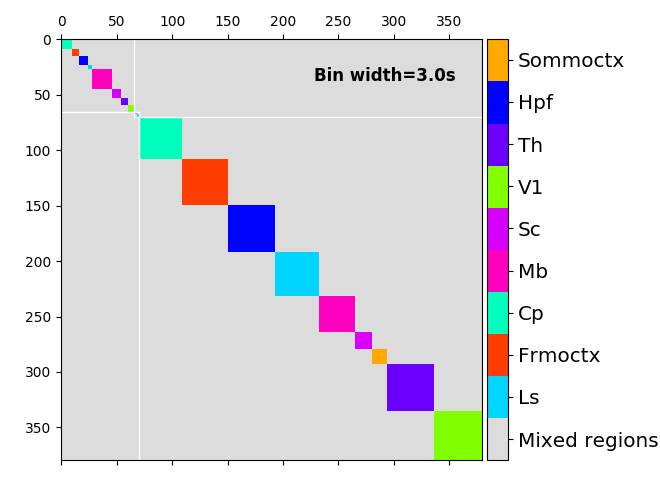 0 50 100 150 200 250 300 350
0
50
100
150
200
250
300
350
Bin width=3.0s
Sommoctx
Hpf
Th
V1
Sc
Mb
Cp
Frmoctx
Ls
Mixed regions